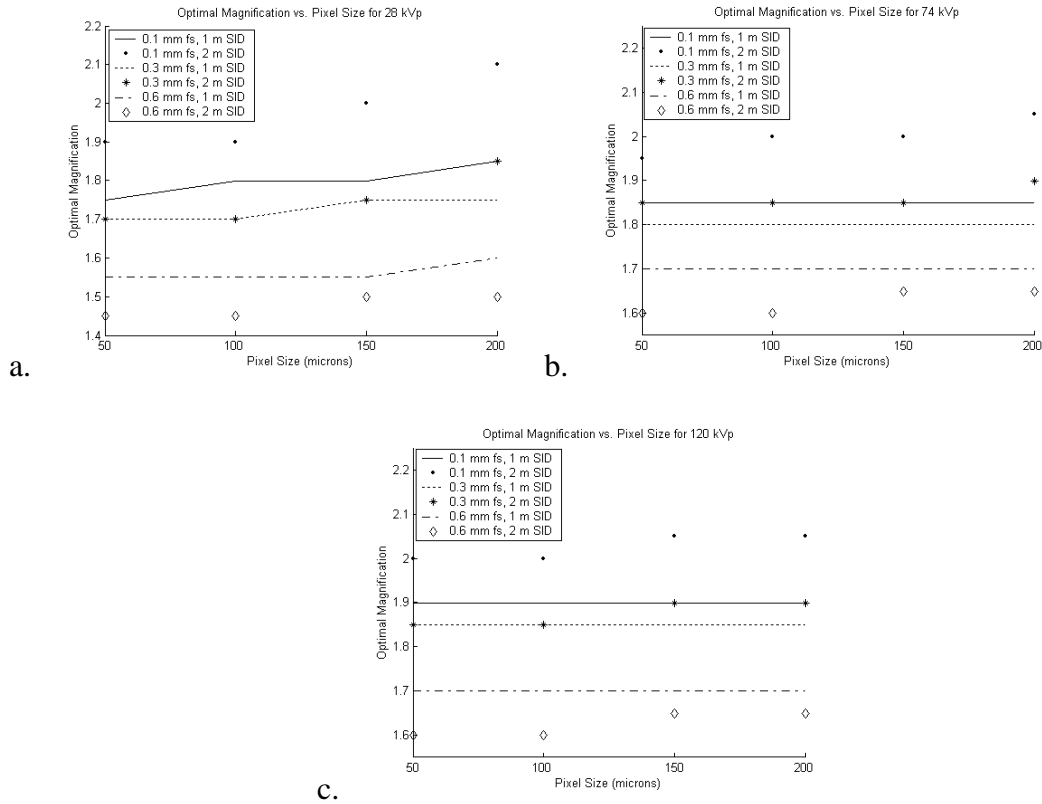 Optimal Magnification vs. Pixel Size for 28 kVp
2.2
2.1
2
1.9
1.8
1.7
1.6
1.5
1.4
Optimal Magnification
0.1 mm fs, 1 m SID
0.1 mm fs, 2 m SID
0.3 mm fs, 1 m SID
0.3 mm fs, 2 m SID
0.6 mm fs, 1 m SID
0.6 mm fs, 2 m SID
50 100 150 200
Pixel Size (microns)
a.
Optimal Magnification vs. Pixel Size for 74 kVp
2.2
2.1
2
1.9
1.8
1.7
1.6
Optimal Magnification
0.1 mm fs, 1 m SID
0.1 mm fs, 2 m SID
0.3 mm fs, 1 m SID
0.3 mm fs, 2 m SID
0.6 mm fs, 1 m SID
0.6 mm fs, 2 m SID
50 100 150 200
Pixel Size (microns)
b.
Optimal Magnification vs. Pixel Size for 120 kVp
2.2
2.1
2
1.9
1.8
1.7
1.6
Optimal Magnification
0.1 mm fs, 1 m SID
0.1 mm fs, 2 m SID
0.3 mm fs, 1 m SID
0.3 mm fs, 2 m SID
0.6 mm fs, 1 m SID
0.6 mm fs, 2 m SID
50 100 150 200
Pixel Size (microns)
c.